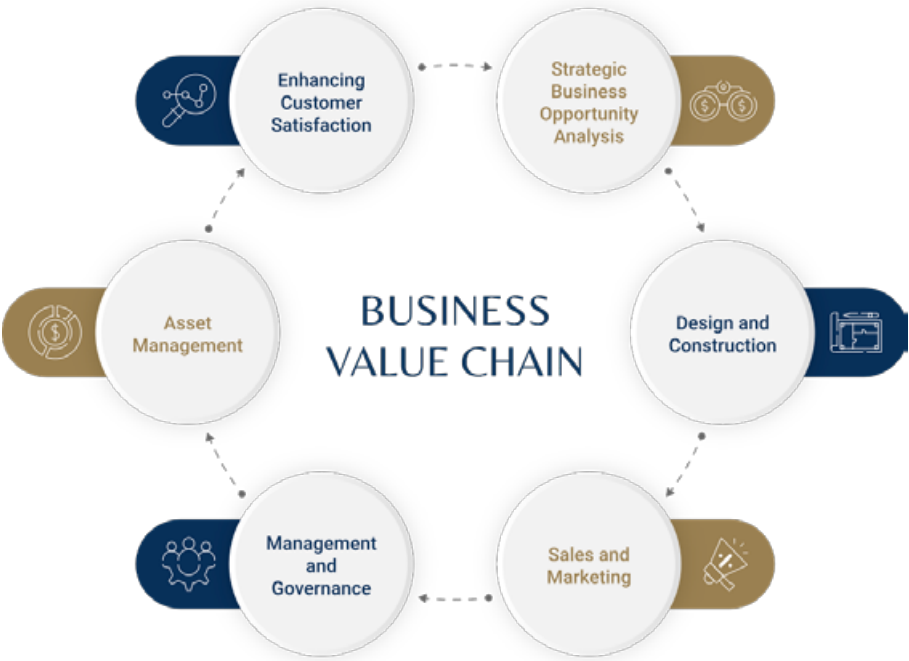 Enhancing
Customer
Satisfaction
Strategic
Business
Opportunity
Analysis
Asset
Management
BUSINESS
VALUE CHAIN
Design and
Construction
Management
and
Governance
Sales and
Marketing